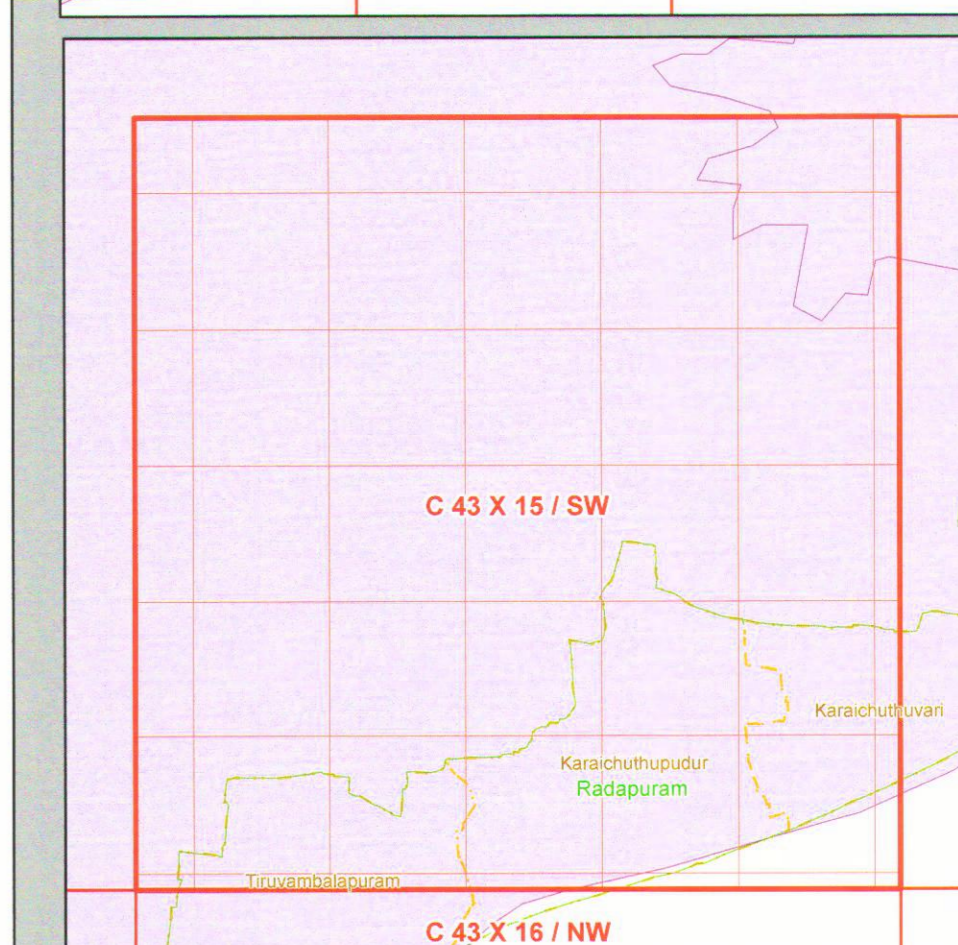 C 43 X 15 / SW
Karaichuthuvari
Karaichuthupudur
Radapuram
Tiruvambalapuram
C 43 X 16 / NW